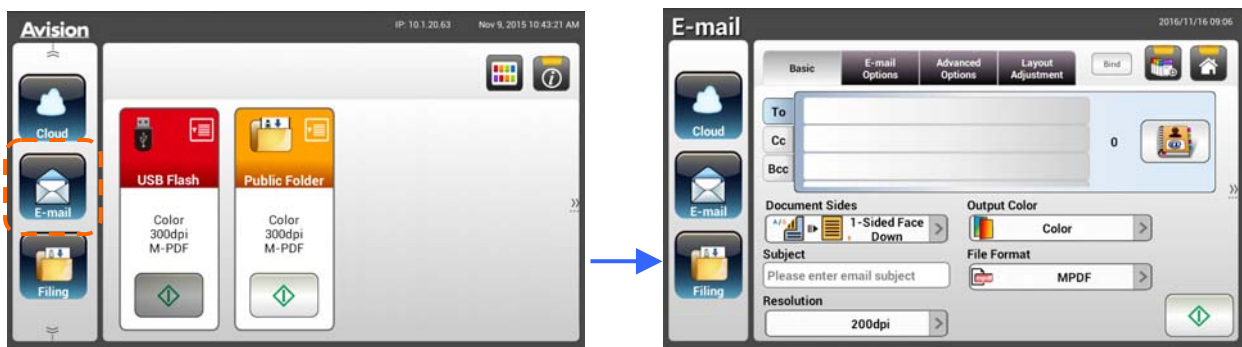 Avision
IP: 10.1.20.63
Nov 9, 2015 10:43:21 AM
Cloud
E-mail
Filing
USB Flash
Color
300dpi
M-PDF
Public Folder
Color
300dpi
M-PDF
E-mail
2016/11/16 09:06
Cloud
E-mail
Filing
Basic
E-mail
Options
Advanced
Options
Layout
Adjustment
Bind
To
Cc
Bcc
0
Document Sides
1-Sided Face
Down
Output Color
Color
Subject
Please enter email subject
File Format
MPDF
Resolution
200dpi